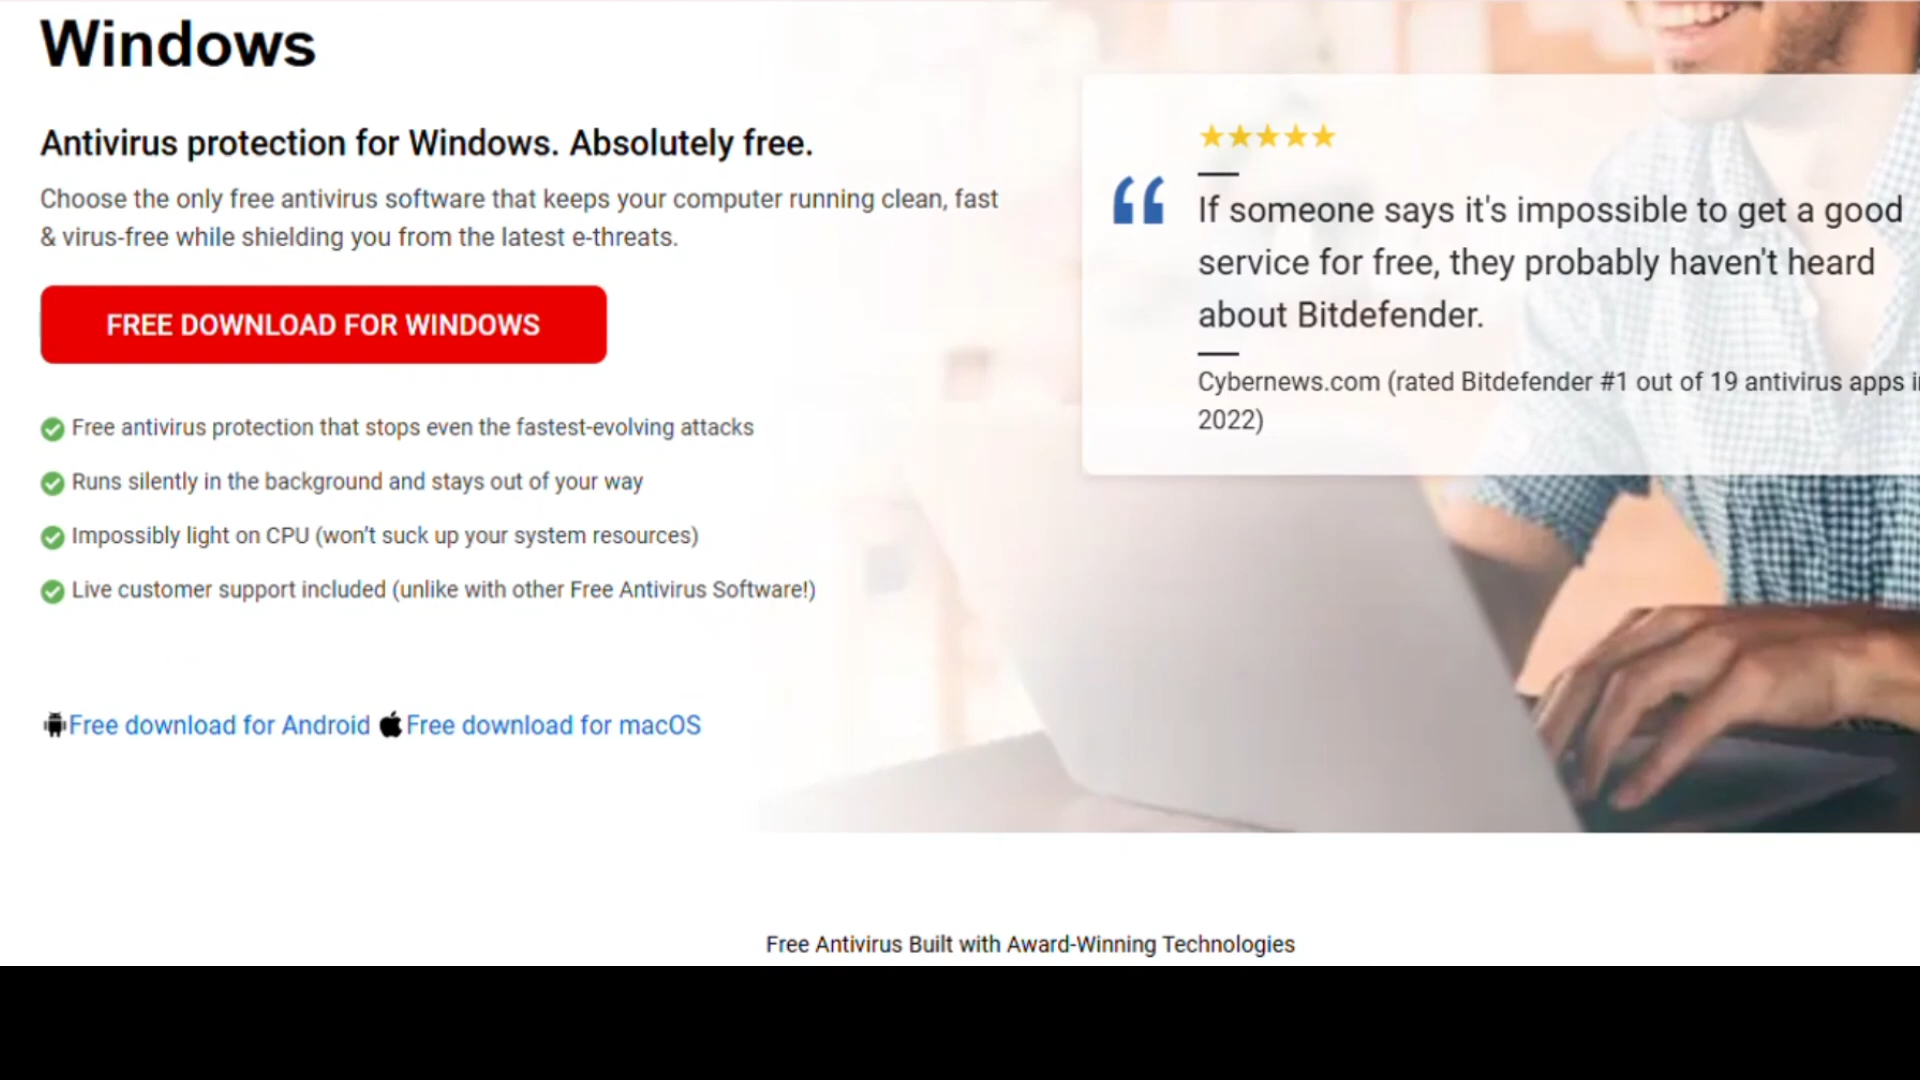 Windows
Antivirus protection for Windows. Absolutely free.
Choose the only free antivirus software that keeps your computer running clean, fast
& virus-free while shielding you from the latest e-threats.
FREE DOWNLOAD FOR WINDOWS
Free antivirus protection that stops even the fastest-evolving attacks
Runs silently in the background and stays out of your way
Impossibly light on CPU (won’t suck up your system resources)
Live customer support included (unlike with other Free Antivirus Software!)
Free download for Android Free download for macOS
“
If someone says it's impossible to get a good
service for free, they probably haven't heard
about Bitdefender.
Cybernews.com (rated Bitdefender #1 out of 19 antivirus apps
2022)
Free Antivirus Built with Award-Winning Technologies